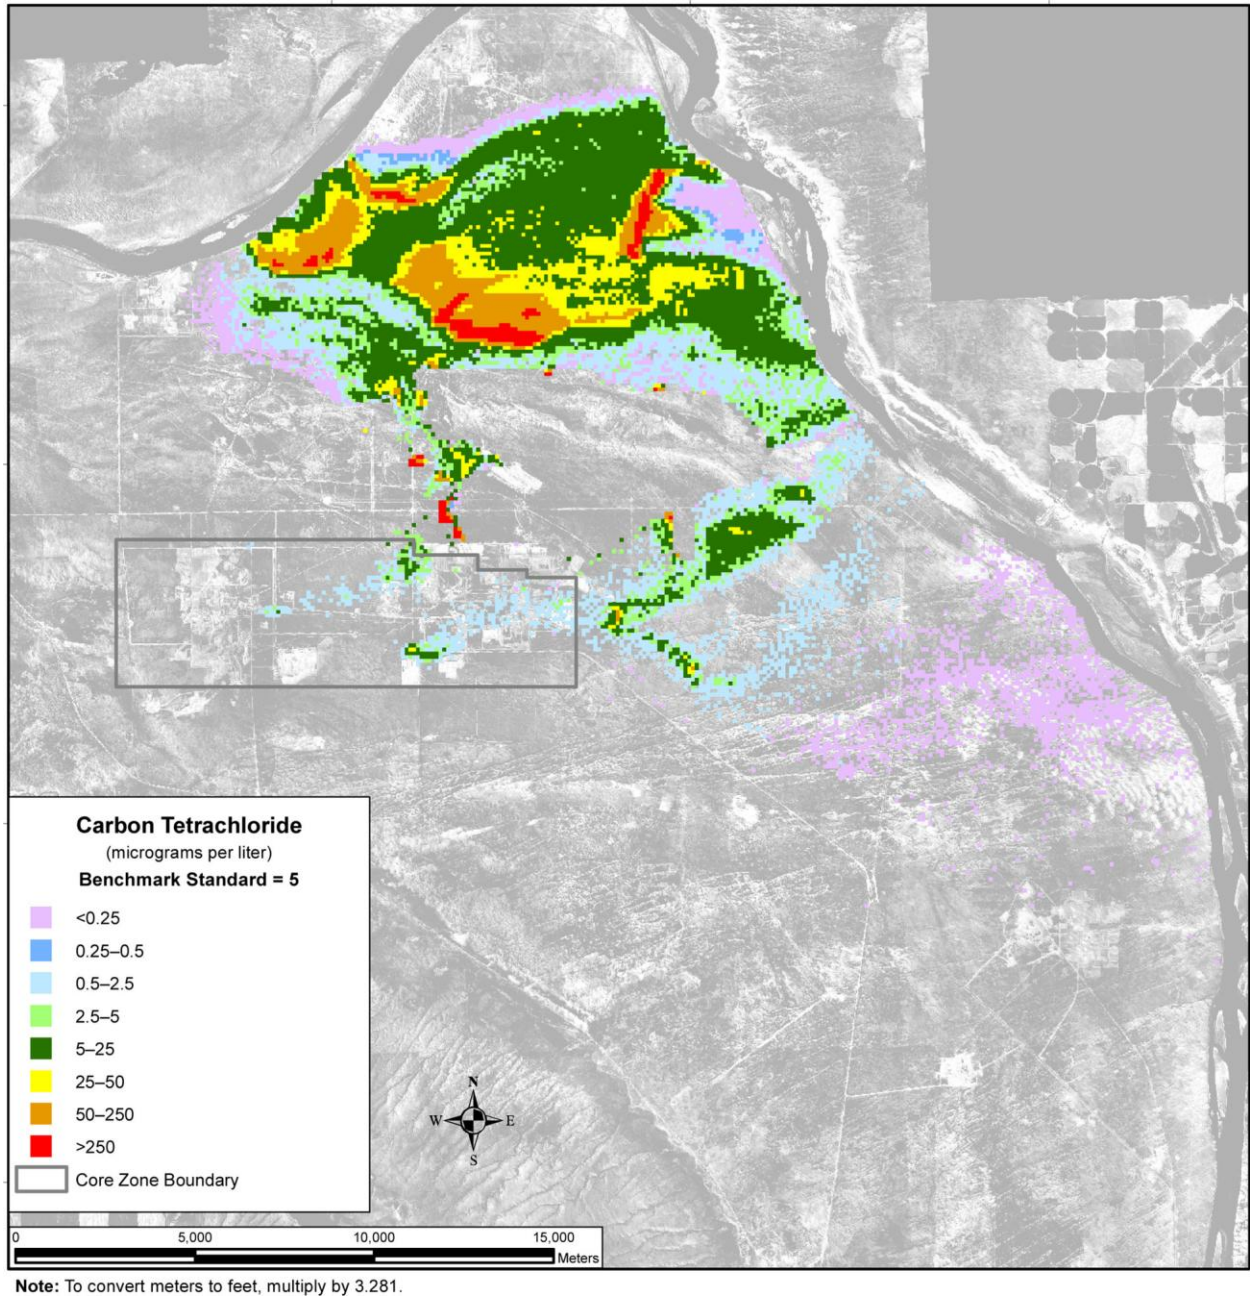 Carbon Tetrachloride
(micrograms per liter)
Benchmark Standard = 5
<0.25
0.25–0.5
0.5–2.5
2.5–5
5–25
25–50
50–250
>250
Core Zone Boundary
N
W E
S
0 5,000 10,000 15,000
Meters
Note: To convert meters to feet, multiply by 3.281.